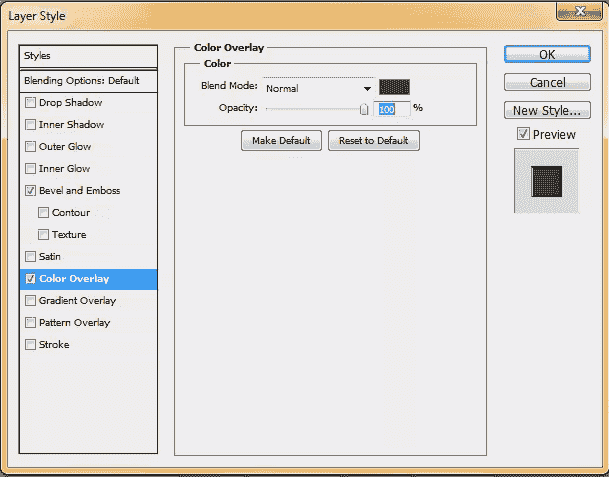 Layer Style
Styles
Blending Options: Default
Drop Shadow
Inner Shadow
Outer Glow
Inner Glow
Bevel and Emboss
Contour
Texture
Satin
Color Overlay
Gradient Overlay
Pattern Overlay
Stroke
Color Overlay
Color
Blend Mode: Normal
Opacity: 100 %
Make Default Reset to Default
OK
Cancel
New Style...
Preview